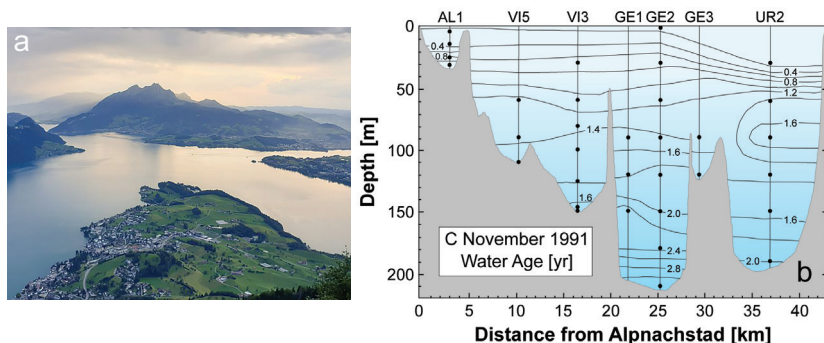 a
AL1 VI5 VI3 GE1 GE2 GE3 UR2
0
50
100
150
200
Depth [m]
0.4
0.8
0.4
0.8
1.2
1.4
1.6
1.6
1.6
2.0
1.6
2.4
2.8
2.0
C November 1991
Water Age [yr]
b
0 5 10 15 20 25 30 35 40
Distance from Alpnachstad [km]